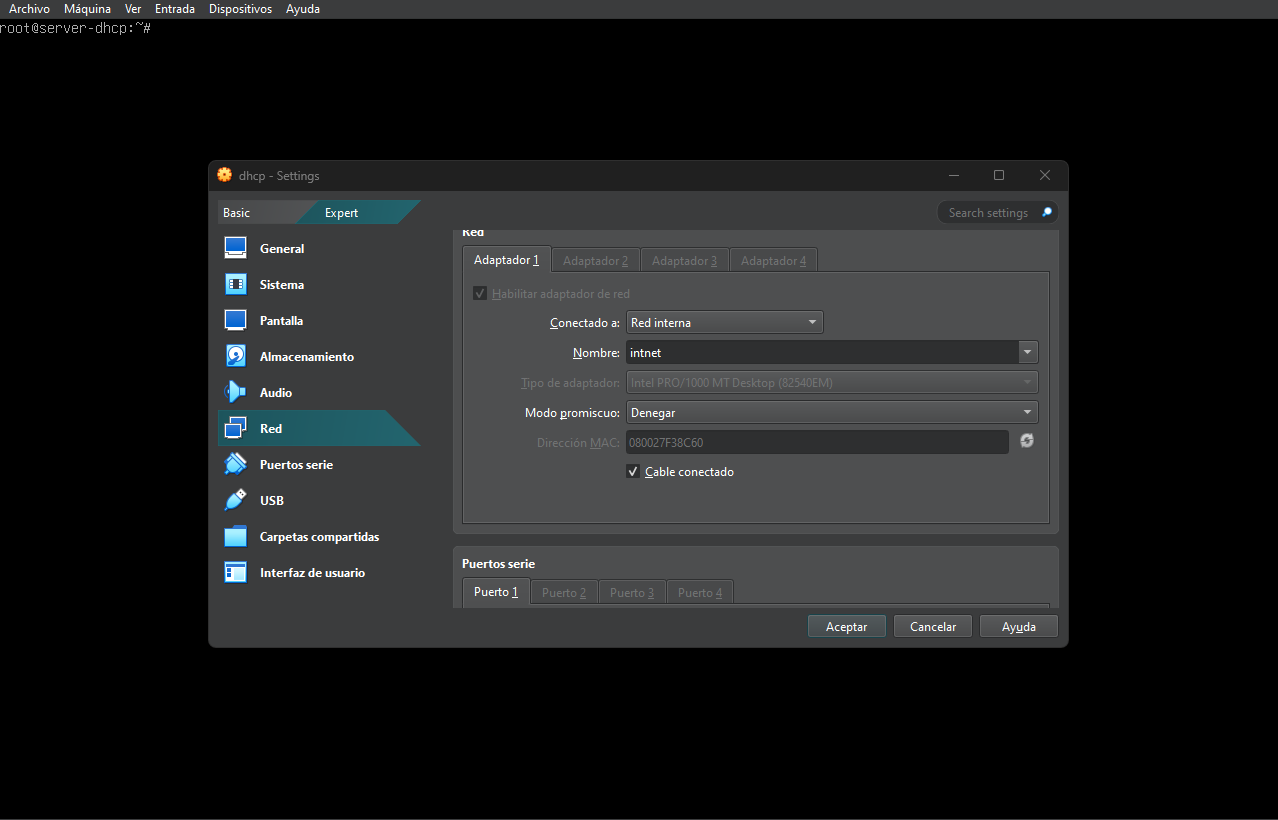 Archivo Máquina Ver Entrada Dispositivos Ayuda
root@server-dhcp:~#
dhcp - Settings
Basic Expert Search settings
General
Sistema
Pantalla
Almacenamiento
Audio
Red
Puertos serie
USB
Carpetas compartidas
Interfaz de usuario
Red
Adaptador 1 Adaptador 2 Adaptador 3 Adaptador 4
Habilitar adaptador de red
Conectado a: Red interna
Nombre: intnet
Tipo de adaptador: Intel PRO/1000 MT Desktop (82540EM)
Modo promiscuo: Denegar
Dirección MAC: 080027F38C60
Cable conectado
Puertos serie
Puerto 1 Puerto 2 Puerto 3 Puerto 4
Aceptar Cancelar Ayuda